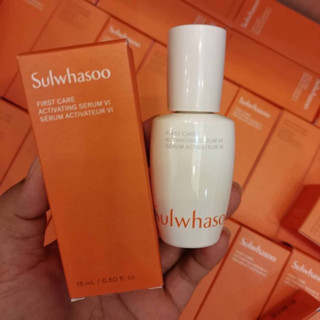 Sulwhasoo
FIRST CARE
ACTIVATING SERUM VI
SÉRUM ACTIVATEUR VI
15 mL / 0.50 fl. oz.
FIRST CARE
ACTIVATING SERUM VI
SÉRUM ACTIVATEUR VI
Sulwhasoo
Sulwhasoo
Sulwhasoo